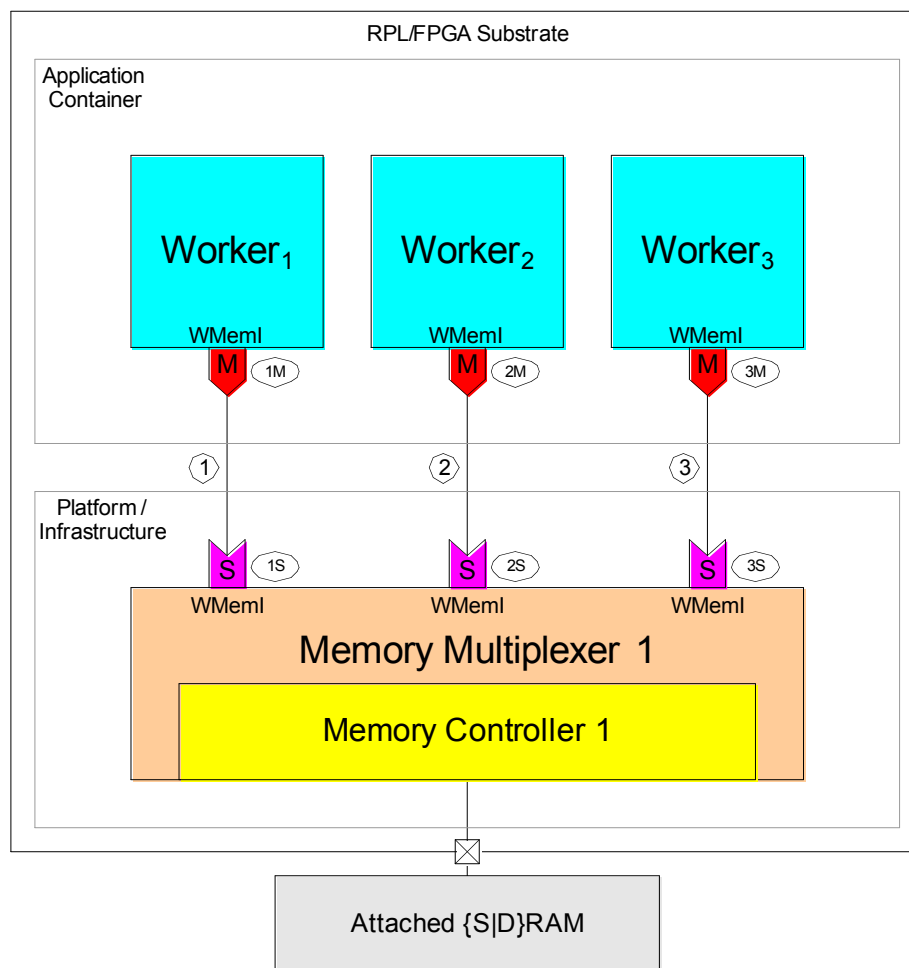 RPL/FPGA Substrate
Application
Container
Worker1 Worker2 Worker3
WMemI WMemI WMemI
M 1M M 2M M 3M
1 2 3
Platform /
Infrastructure
S 1S S 2S S 3S
WMemI WMemI WMemI
Memory Multiplexer 1
Memory Controller 1
Attached {S|D}RAM